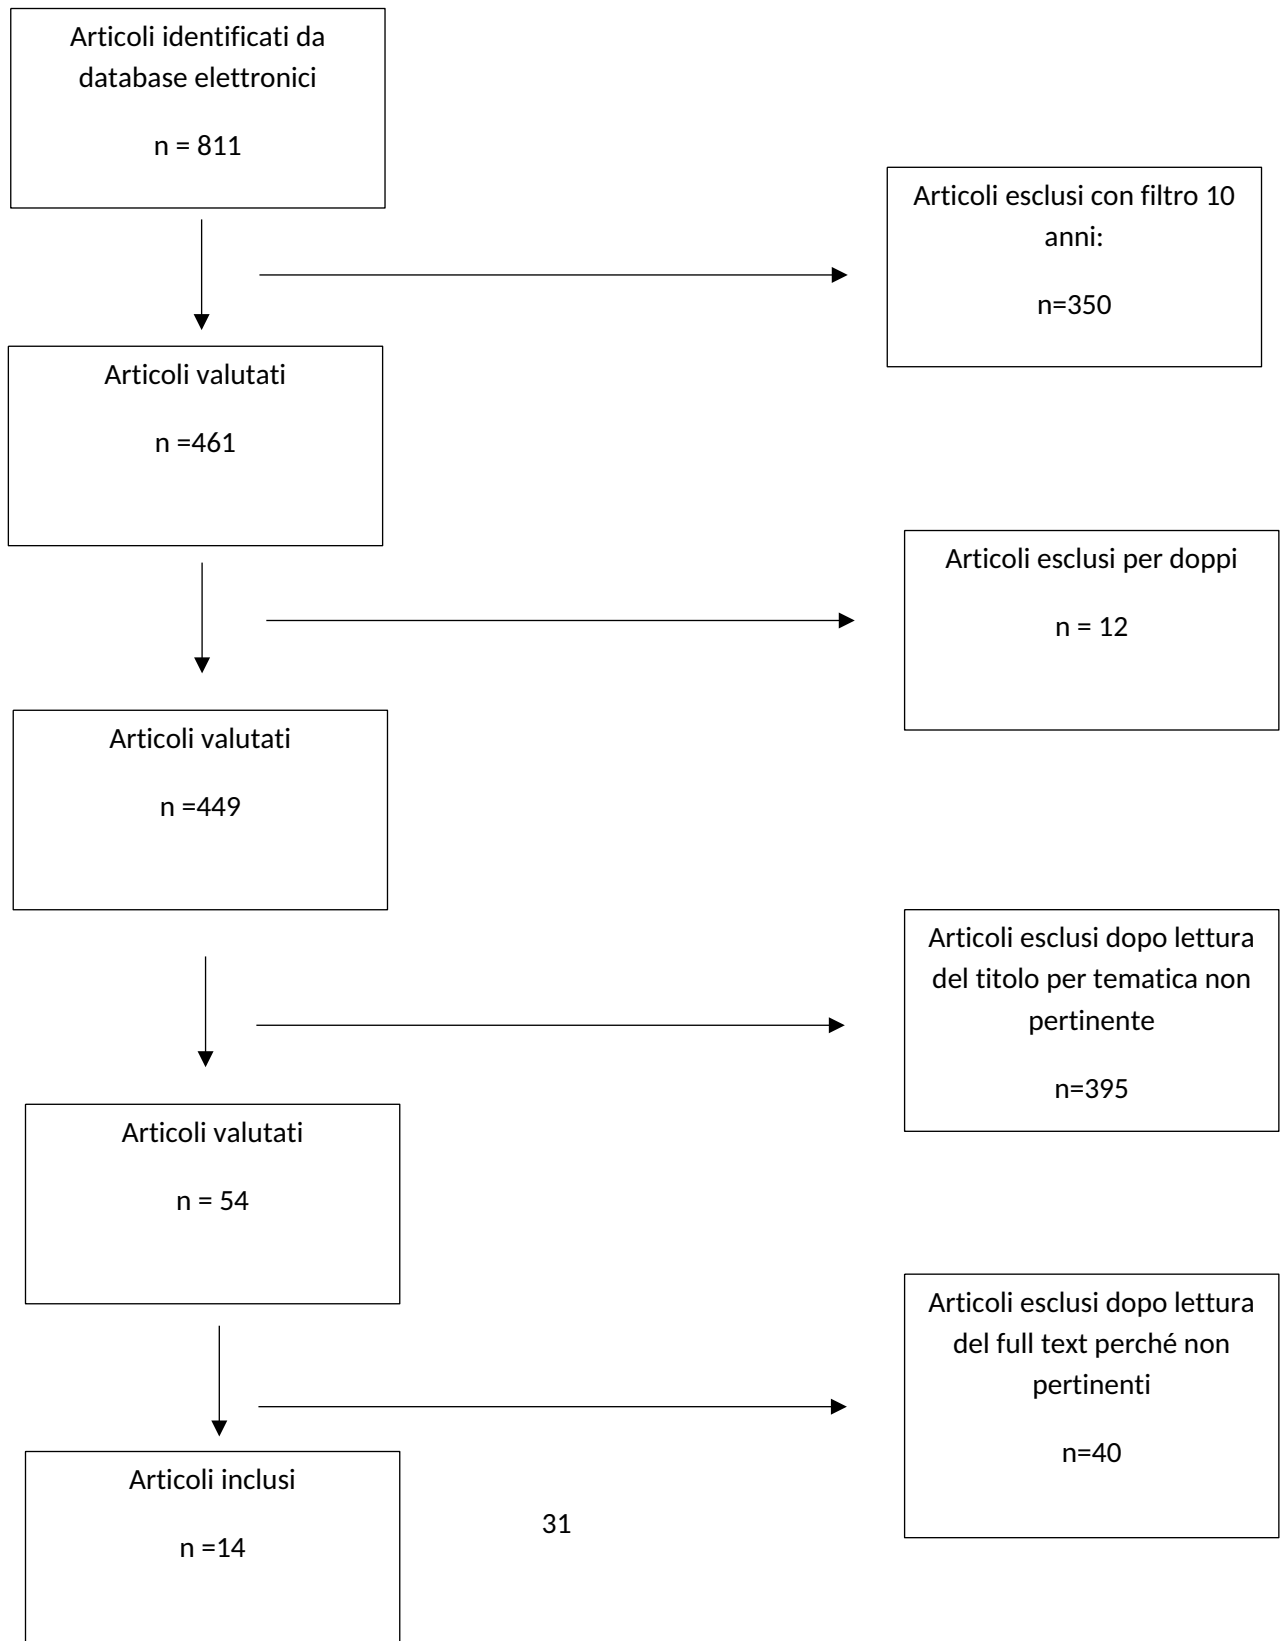 Articoli identificati da
database elettronici
n = 811
Articoli esclusi con filtro 10
anni:
n=350
Articoli valutati
n =461
Articoli esclusi per doppi
n = 12
Articoli valutati
n =449
Articoli esclusi dopo lettura
del titolo per tematica non
pertinente
n=395
Articoli valutati
n = 54
Articoli esclusi dopo lettura
del full text perché non
pertinenti
n=40
Articoli inclusi
n =14
31